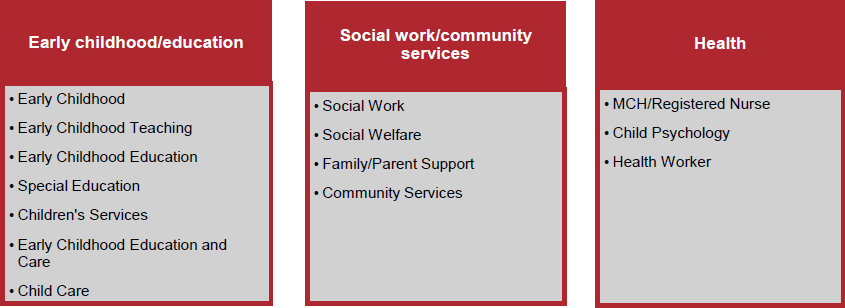 Early childhood/education
• Early Childhood
• Early Childhood Teaching
• Early Childhood Education
• Special Education
• Children's Services
• Early Childhood Education and
Care
• Child Care
Social work/community
services
• Social Work
• Social Welfare
• Family/Parent Support
• Community Services
Health
• MCH/Registered Nurse
• Child Psychology
• Health Worker